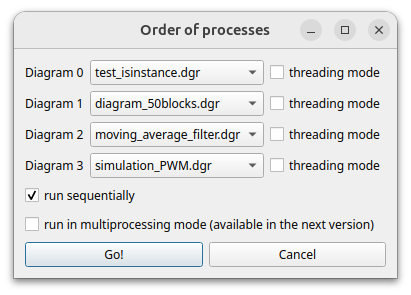 Order of processes
Diagram 0 test_isinstance.dgr threading mode
Diagram 1 diagram_50blocks.dgr threading mode
Diagram 2 moving_average_filter.dgr threading mode
Diagram 3 simulation_PWM.dgr threading mode
run sequentially
run in multiprocessing mode (available in the next version)
Go! Cancel